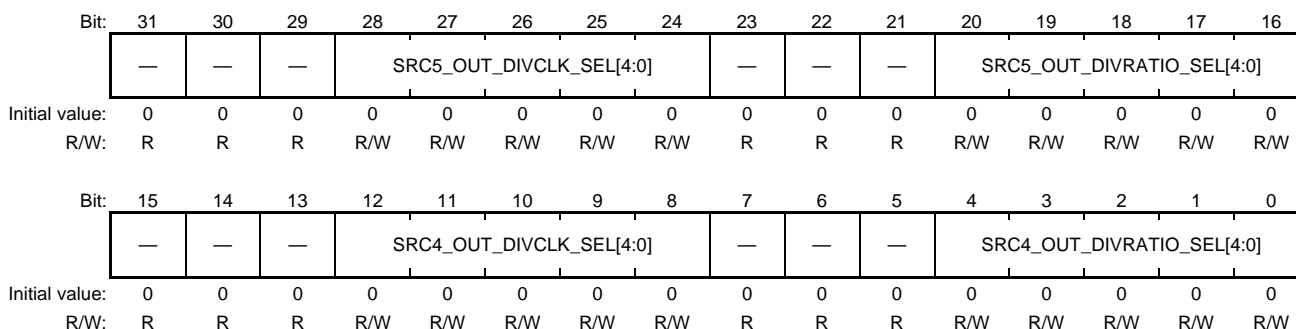 Bit: 31 30 29 28 27 26 25 24 23 22 21 20 19 18 17 16
— — — SRC5_OUT_DIVCLK_SEL[4:0] — — — SRC5_OUT_DIVRATIO_SEL[4:0]
Initial value: 0 0 0 0 0 0 0 0 0 0 0 0 0 0 0 0
R/W: R R R R/W R/W R/W R/W R/W R R R R/W R/W R/W R/W R/W
Bit: 15 14 13 12 11 10 9 8 7 6 5 4 3 2 1 0
— — — SRC4_OUT_DIVCLK_SEL[4:0] — — — SRC4_OUT_DIVRATIO_SEL[4:0]
Initial value: 0 0 0 0 0 0 0 0 0 0 0 0 0 0 0 0
R/W: R R R R/W R/W R/W R/W R/W R R R R/W R/W R/W R/W R/W